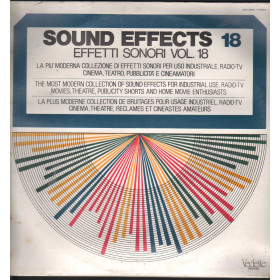 SOUND EFFECTS 18
EFFETTI SONORI VOL. 18
LA PIU' MODERNA COLLEZIONE DI EFFETTI SONORI PER USO INDUSTRIALE, RADIO-TV
CINEMA, TEATRO, PUBBLICITÀ E CINEAMATORI
THE MOST MODERN COLLECTION OF SOUND EFFECTS FOR INDUSTRIAL USE, RADIO-TV
MOVIES, THEATRE, PUBLICITY SHORTS AND HOME MOVIE ENTHUSIASTS
LA PLUS MODERNE COLLECTION DE BRUITAGES POUR USAGE INDUSTRIEL, RADIO-TV
CINEMA, THEATRE, RECLAMES ET CINEASTES AMATEURS
Vedette